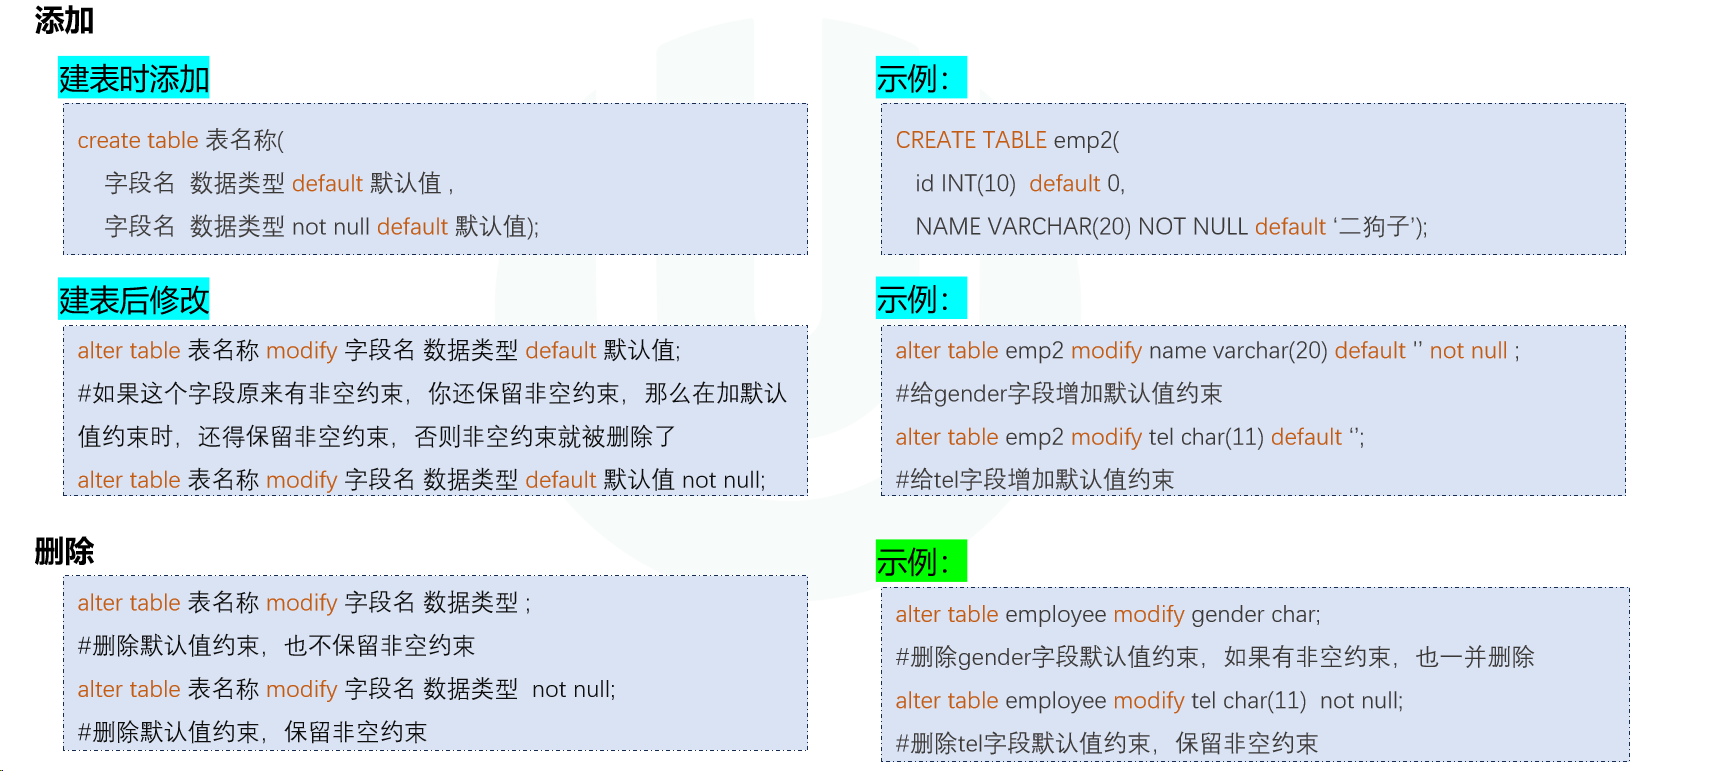 添加
建表时添加
create table 表名称(
字段名 数据类型 default 默认值 ,
字段名 数据类型 not null default 默认值);
示例：
CREATE TABLE emp2(
id INT(10) default 0,
NAME VARCHAR(20) NOT NULL default ‘二狗子’);
建表后修改
alter table 表名称 modify 字段名 数据类型 default 默认值;
#如果这个字段原来有非空约束，你还保留非空约束，那么在加默认
值约束时，还得保留非空约束，否则非空约束就被删除了
alter table 表名称 modify 字段名 数据类型 default 默认值 not null;
示例：
alter table emp2 modify name varchar(20) default '' not null ;
#给gender字段增加默认值约束
alter table emp2 modify tel char(11) default ‘’;
#给tel字段增加默认值约束
删除
alter table 表名称 modify 字段名 数据类型 ;
#删除默认值约束，也不保留非空约束
alter table 表名称 modify 字段名 数据类型 not null;
#删除默认值约束，保留非空约束
示例：
alter table employee modify gender char;
#删除gender字段默认值约束，如果有非空约束，也一并删除
alter table employee modify tel char(11) not null;
#删除tel字段默认值约束，保留非空约束